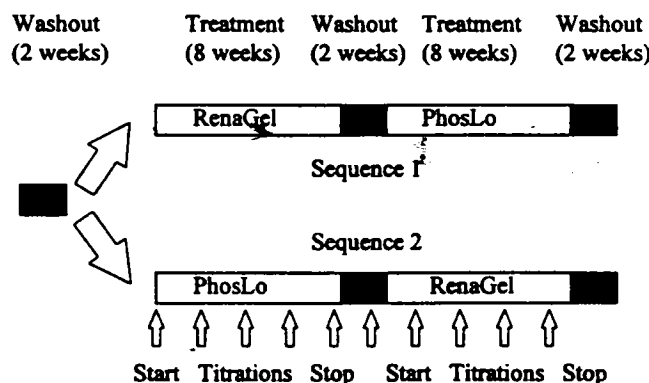 Washout Treatment Washout Treatment Washout
(2 weeks) (8 weeks) (2 weeks) (8 weeks) (2 weeks)
RenaGel PhosLo
Sequence 1
Sequence 2
PhosLo RenaGel
Start Titrations Stop Start Titrations Stop